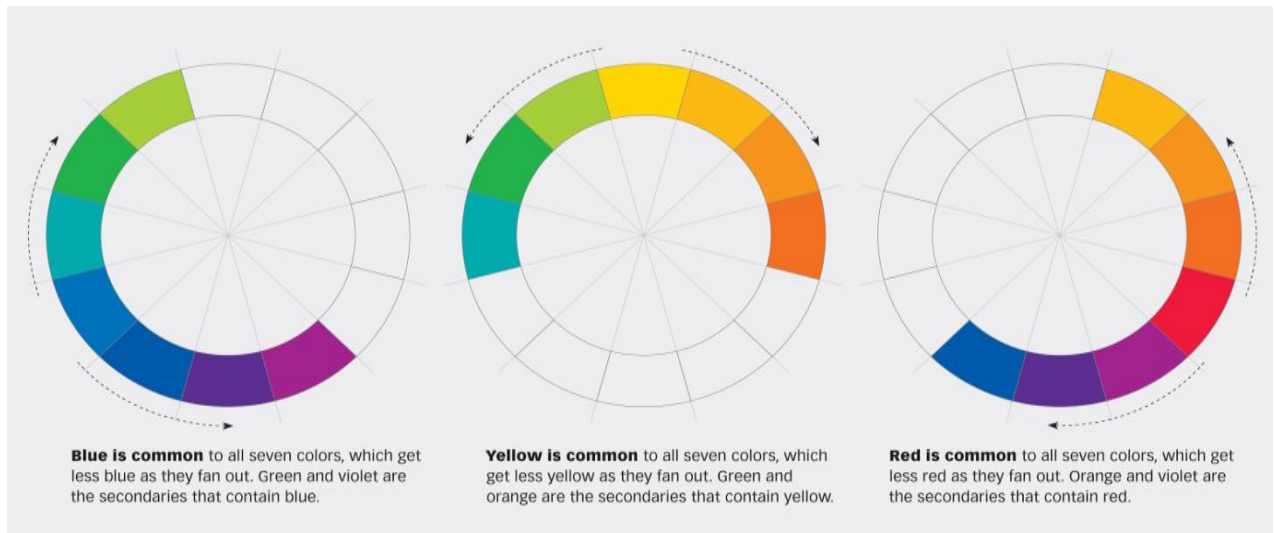 Blue is common to all seven colors, which get
less blue as they fan out. Green and violet are
the secondaries that contain blue.
Yellow is common to all seven colors, which
get less yellow as they fan out. Green and
orange are the secondaries that contain yellow.
Red is common to all seven colors, which get
less red as they fan out. Orange and violet are
the secondaries that contain red.